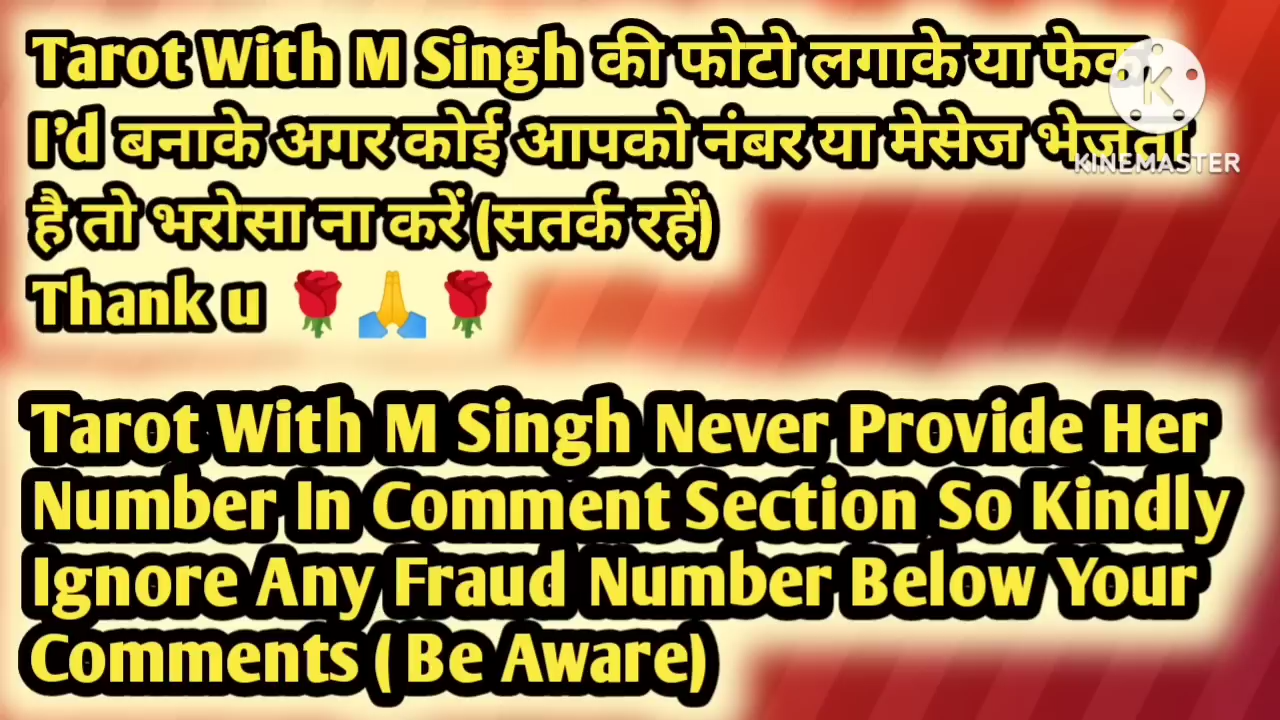 Tarot With M Singh की फोटो लगाके या
I'd बनाके अगर कोई आपको नंबर या मेसेज भेजता
है तो भरोसा ना करें (सतर्क रहें)
Thank u 🌹🙏🌹
Tarot With M Singh Never Provide Her
Number In Comment Section So Kindly
Ignore Any Fraud Number Below Your
Comments ( Be Aware)
K
KINEMASTER